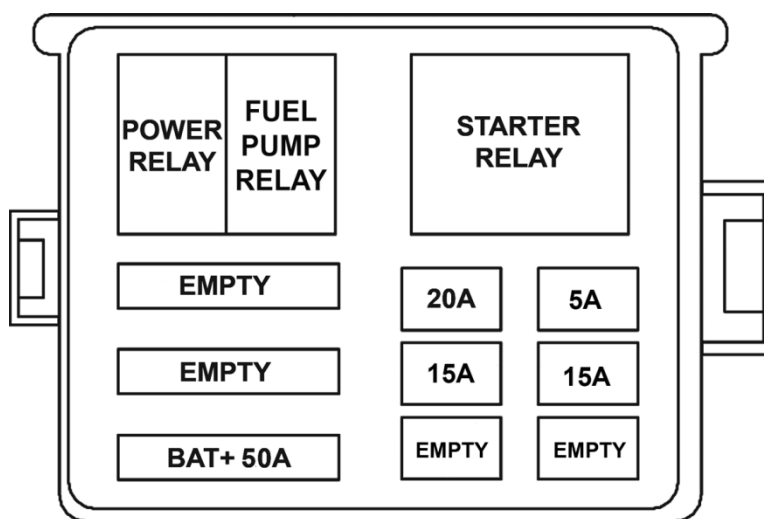 POWER
RELAY
FUEL
PUMP
RELAY
STARTER
RELAY
EMPTY
20A
5A
EMPTY
15A
15A
BAT+ 50A
EMPTY
EMPTY